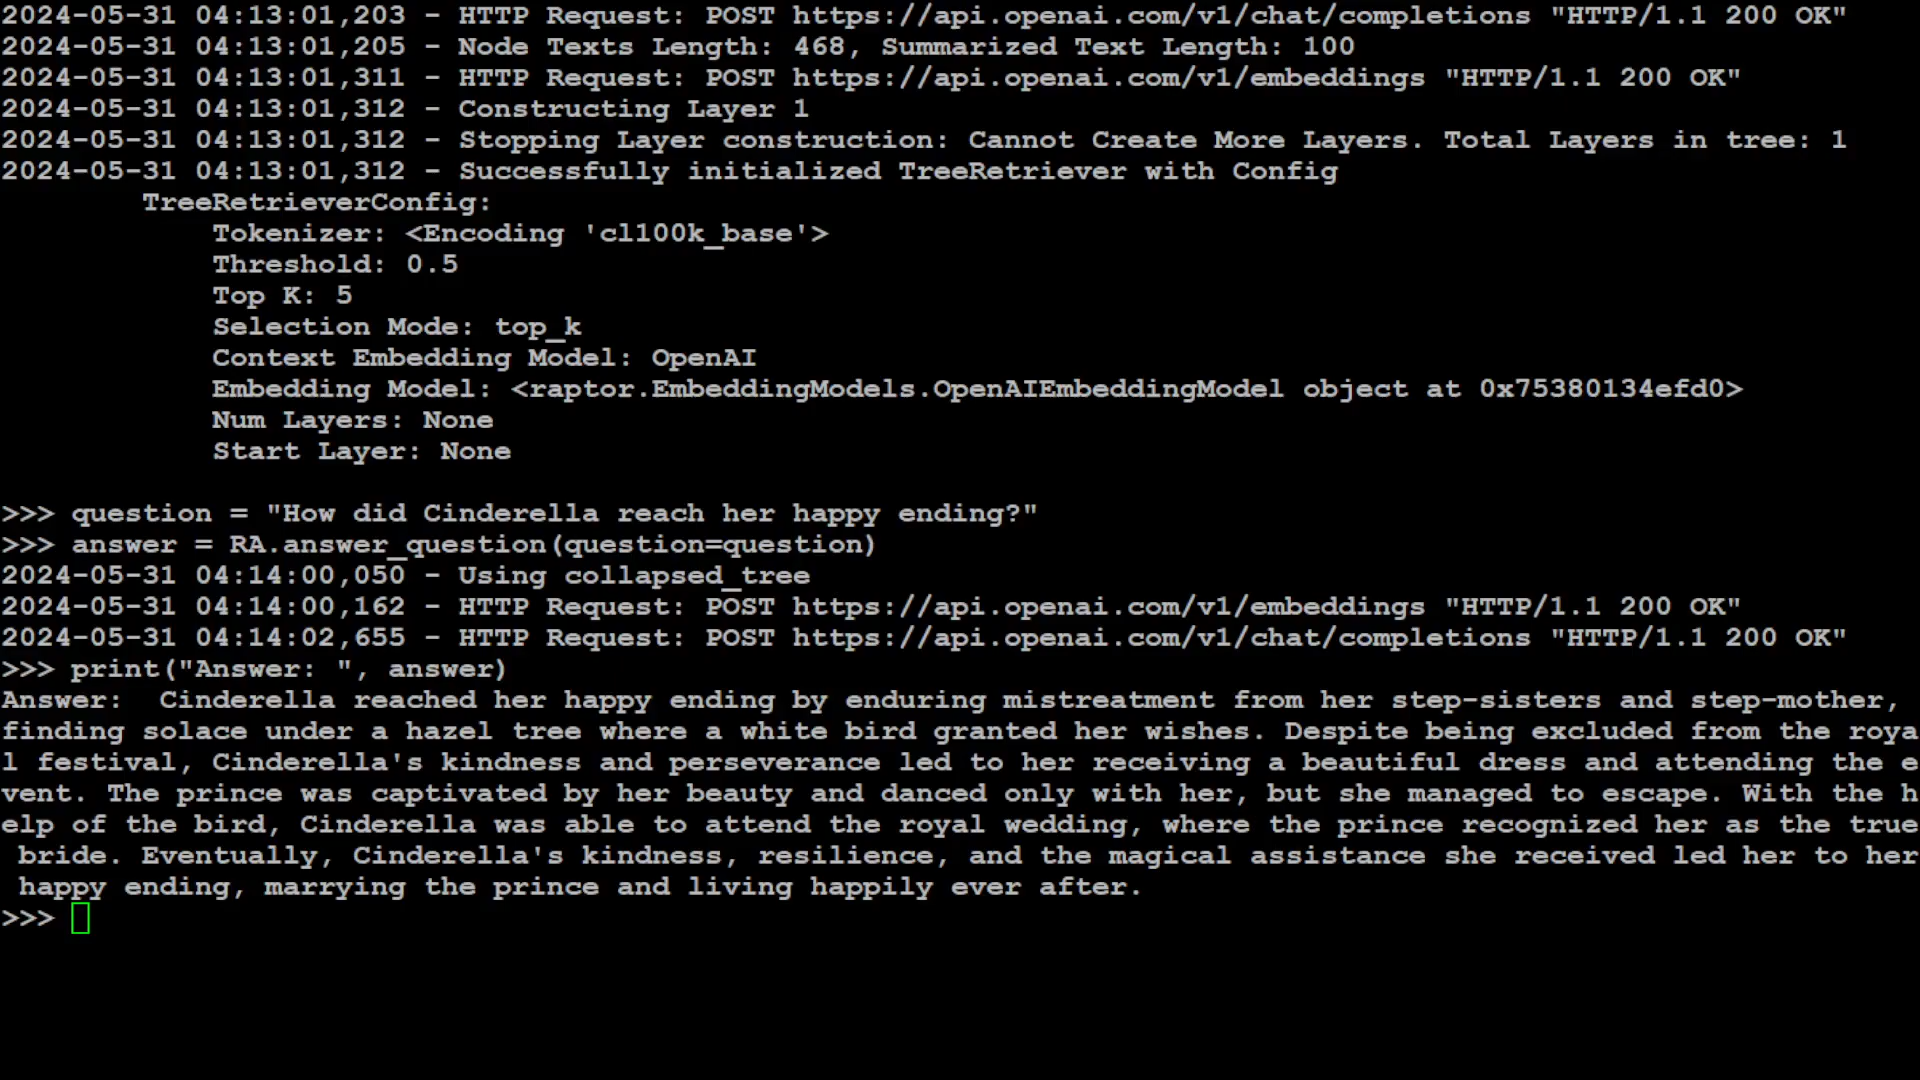 2024-05-31 04:13:01,203 - HTTP Request: POST https://api.openai.com/v1/chat/completions "HTTP/1.1 200 OK"
2024-05-31 04:13:01,205 - Node Texts Length: 468, Summarized Text Length: 100
2024-05-31 04:13:01,311 - HTTP Request: POST https://api.openai.com/v1/embeddings "HTTP/1.1 200 OK"
2024-05-31 04:13:01,312 - Constructing Layer 1
2024-05-31 04:13:01,312 - Stopping Layer construction: Cannot Create More Layers. Total Layers in tree: 1
2024-05-31 04:13:01,312 - Successfully initialized TreeRetriever with Config
        TreeRetrieverConfig:
            Tokenizer: <Encoding 'cl100k_base'>
            Threshold: 0.5
            Top K: 5
            Selection Mode: top_k
            Context Embedding Model: OpenAI
            Embedding Model: <raptor.EmbeddingModels.OpenAIEmbeddingModel object at 0x75380134efd0>
            Num Layers: None
            Start Layer: None
>>> question = "How did Cinderella reach her happy ending?"
>>> answer = RA.answer_question(question=question)
2024-05-31 04:14:00,050 - Using collapsed_tree
2024-05-31 04:14:00,162 - HTTP Request: POST https://api.openai.com/v1/embeddings "HTTP/1.1 200 OK"
2024-05-31 04:14:02,655 - HTTP Request: POST https://api.openai.com/v1/chat/completions "HTTP/1.1 200 OK"
>>> print("Answer: ", answer)
Answer:  Cinderella reached her happy ending by enduring mistreatment from her step-sisters and step-mother,
finding solace under a hazel tree where a white bird granted her wishes. Despite being excluded from the roya
l festival, Cinderella's kindness and perseverance led to her receiving a beautiful dress and attending the e
vent. The prince was captivated by her beauty and danced only with her, but she managed to escape. With the h
elp of the bird, Cinderella was able to attend the royal wedding, where the prince recognized her as the true
 bride. Eventually, Cinderella's kindness, resilience, and the magical assistance she received led her to her
 happy ending, marrying the prince and living happily ever after.
>>>